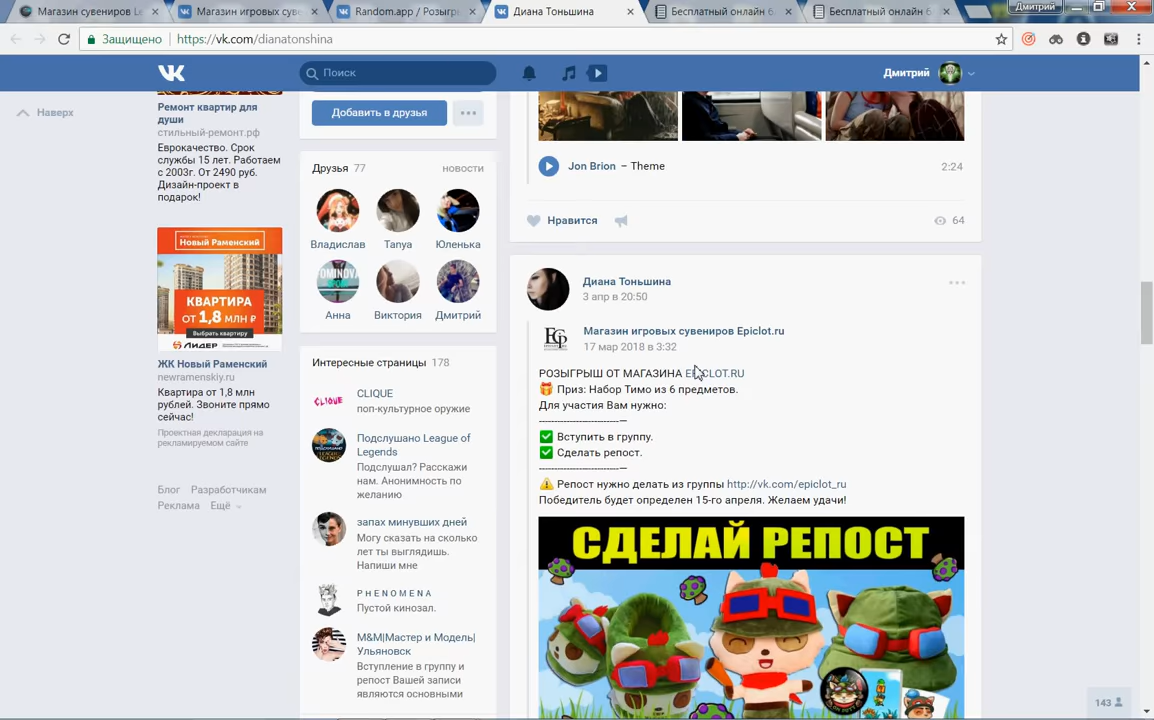 Магазин сувениров Le
Магазин игровых суве
Random.app / Розыгры
Диана Тоньшина
Бесплатный онлайн б
Бесплатный онлайн б
Дмитрий
Защищено
https://vk.com/dianatonshina
Поиск
Дмитрий
Наверх
Ремонт квартир для
души
стильный-ремонт.рф
Еврокачество. Срок
службы 15 лет. Работаем
с 2003г. От 2490 руб.
Дизайн-проект в
подарок!
НОВЫЙ РАМЕНСКИЙ
КВАРТИРА
ОТ 1,8 МЛН ₽
Выбрать квартиру
ЛИДЕР
ЖК Новый Раменский
newramenskiy.ru
Квартира от 1,8 млн
рублей. Звоните прямо
сейчас!
Проектная декларация на
рекламируемом сайте
Блог Разработчикам
Реклама Ещё
Добавить в друзья
Друзья 77
новости
Владислав
Tanya
Юленька
Анна
Виктория
Дмитрий
Интересные страницы 178
CLIQUE
CLIQUE
поп-культурное оружие
Подслушано League of
Legends
Подслушал? Расскажи
нам. Анонимность по
желанию
запах минувших дней
Могу сказать на сколько
лет ты выглядишь.
Напиши мне
P H E N O M E N A
Пустой кинозал.
М&М|Мастер и Модель|
Ульяновск
Вступление в группу и
репост Вашей записи
являются основными
Jon Brion – Theme
2:24
Нравится
64
Диана Тоньшина
3 апр в 20:50
Магазин игровых сувениров Epiclot.ru
17 мар 2018 в 3:32
РОЗЫГРЫШ ОТ МАГАЗИНА EPICLOT.RU
Приз: Набор Тимо из 6 предметов.
Для участия Вам нужно:
--------------------------—
Вступить в группу.
Сделать репост.
--------------------------—
Репост нужно делать из группы http://vk.com/epiclot_ru
Победитель будет определен 15-го апреля. Желаем удачи!
СДЕЛАЙ РЕПОСТ
143